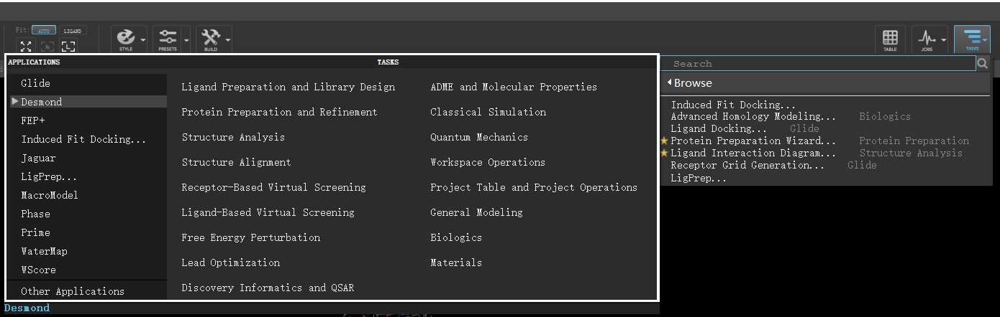 Fit: AUTO LIGAND
STYLE PRESETS BUILD TABLE JOBS TASKS
APPLICATIONS
Glide
Desmond
FEP+
Induced Fit Docking...
Jaguar
LigPrep...
MacroModel
Phase
Prime
WaterMap
WScore
Other Applications
Desmond
TASKS
Ligand Preparation and Library Design
Protein Preparation and Refinement
Structure Analysis
Structure Alignment
Receptor-Based Virtual Screening
Ligand-Based Virtual Screening
Free Energy Perturbation
Lead Optimization
Discovery Informatics and QSAR
ADME and Molecular Properties
Classical Simulation
Quantum Mechanics
Workspace Operations
Project Table and Project Operations
General Modeling
Biologics
Materials
Search
Browse
Induced Fit Docking...
Advanced Homology Modeling... Biologics
Ligand Docking... Glide
Protein Preparation Wizard... Protein Preparation
Ligand Interaction Diagram... Structure Analysis
Receptor Grid Generation... Glide
LigPrep...